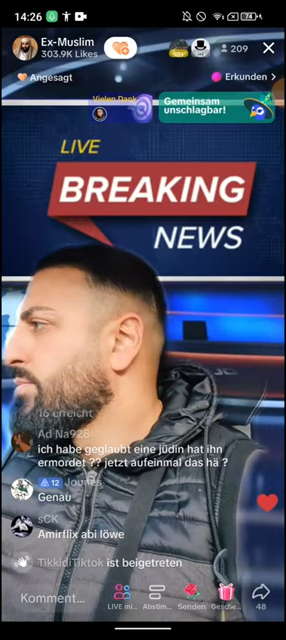 14:26
74
Ex-Muslim
303.9K Likes
209
Angesagt
Erkunden >
Vielen Dank
Gemeinsam
unschlagbar!
LIVE
BREAKING
NEWS
16 erreicht
Ad Na928
ich habe geglaubt eine jüdin hat ihn
ermordet ?? jetzt aufeinmal das hä ?
12
Genau
sCK
Amirflix abi löwe
TikkidiTiktok ist beigetreten
Komment...
LIVE mi...
Abstim...
Senden
Gesche...
48